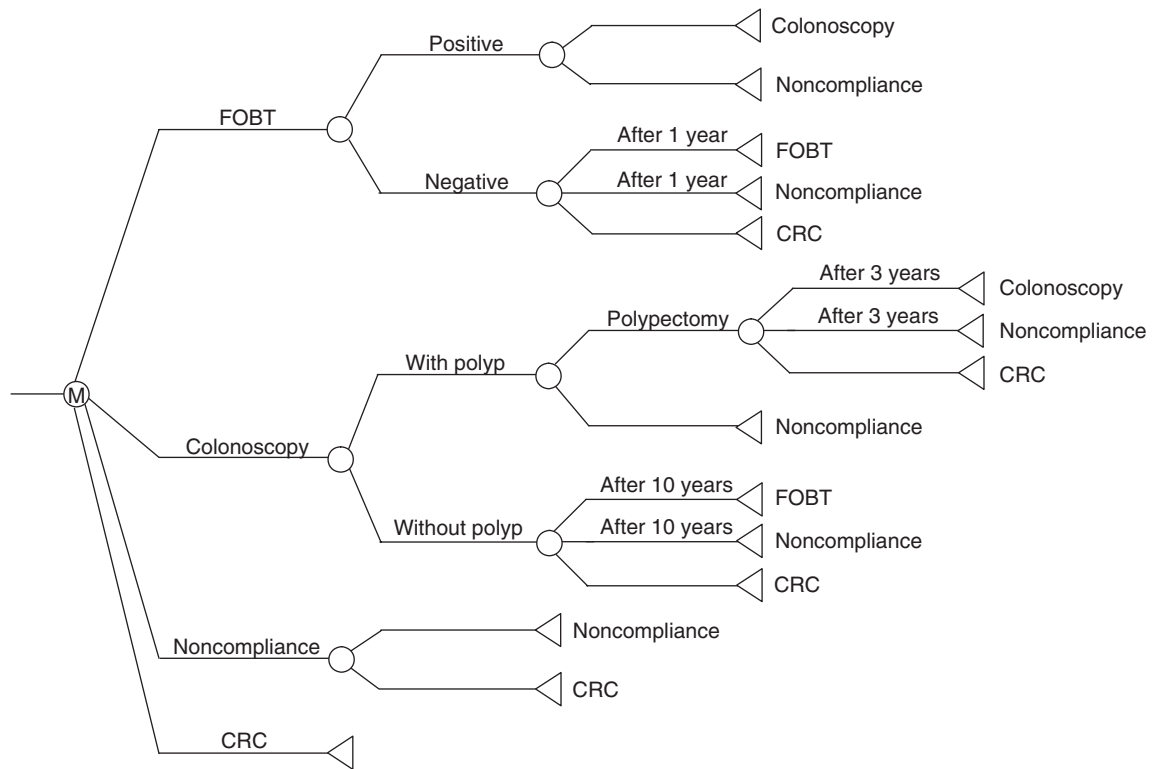 Colonoscopy
Positive
Noncompliance
FOBT
After 1 year
FOBT
Negative
After 1 year
Noncompliance
CRC
After 3 years
Colonoscopy
Polypectomy
After 3 years
Noncompliance
With polyp
CRC
M
Noncompliance
Colonoscopy
After 10 years
FOBT
Without polyp
After 10 years
Noncompliance
CRC
Noncompliance
Noncompliance
CRC
CRC